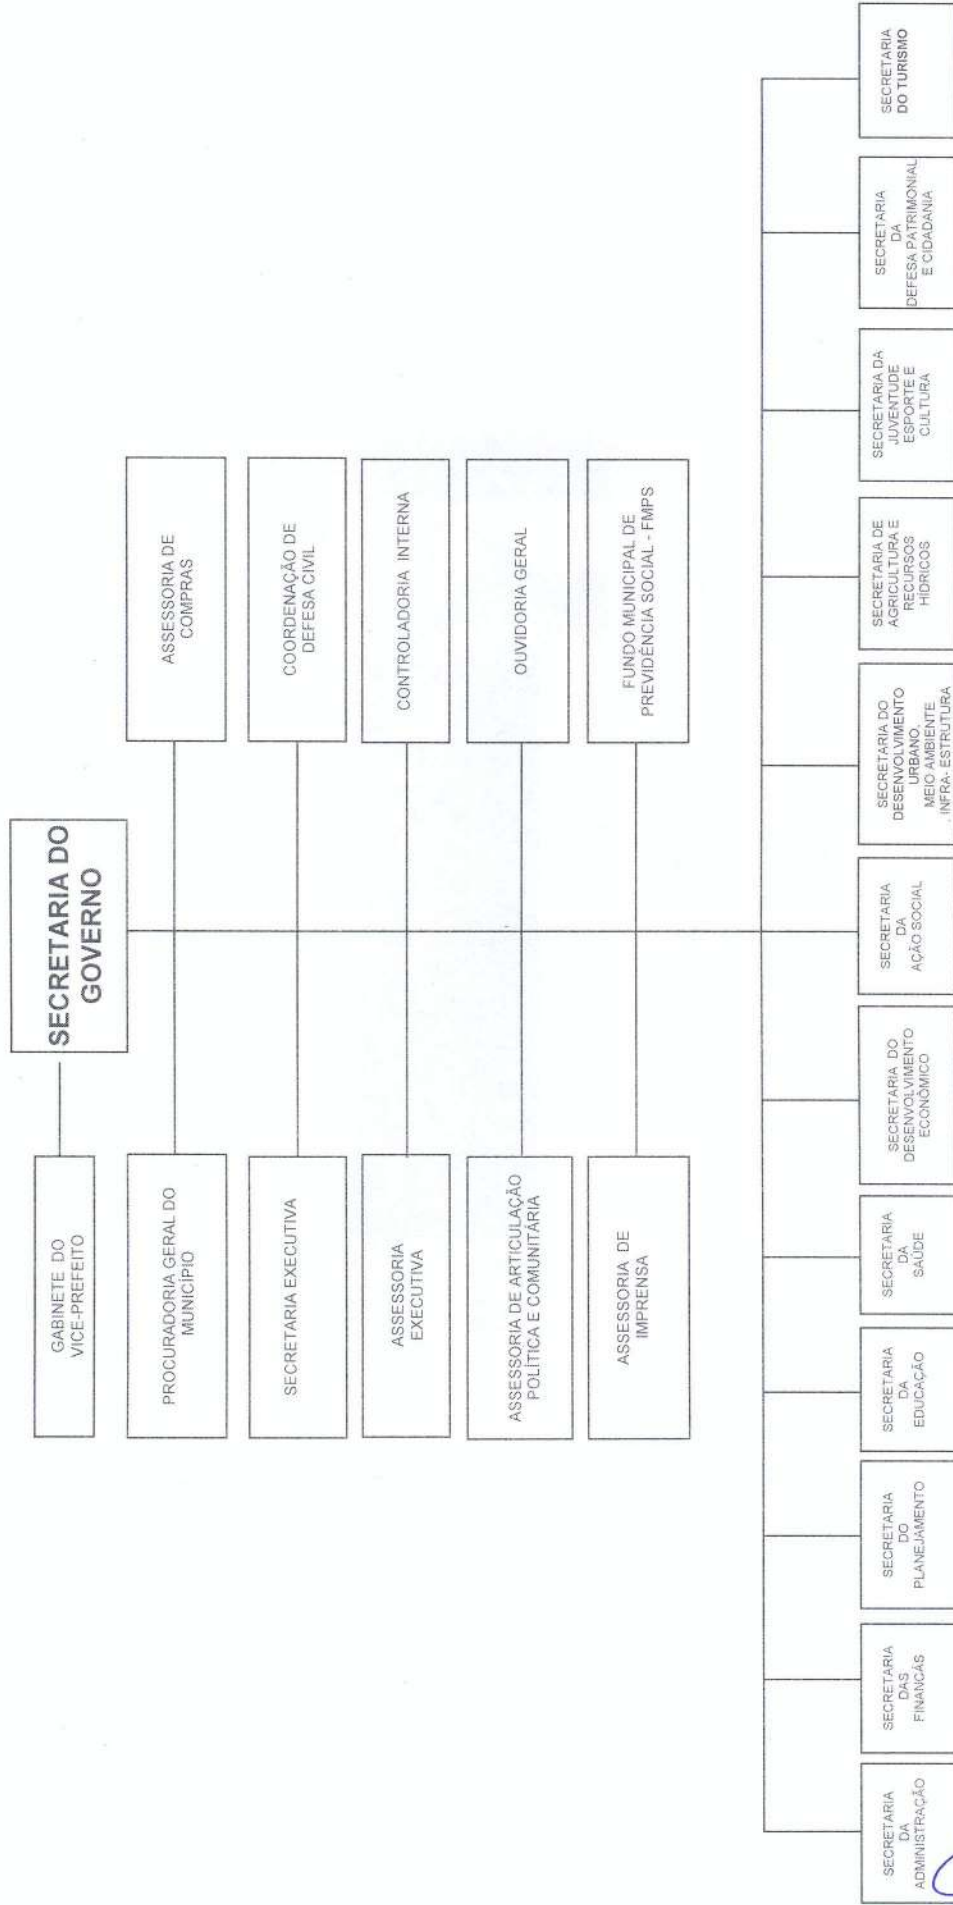 SECRETARIA DO
GOVERNO
GABINETE DO
VICE-PREFEITO
PROCURADORIA GERAL DO
MUNICÍPIO
ASSESSORIA DE
COMPRAS
SECRETARIA EXECUTIVA
COORDENAÇÃO DE
DEFESA CIVIL
ASSESSORIA
EXECUTIVA
CONTROLADORIA INTERNA
ASSESSORIA DE ARTICULAÇÃO
POLÍTICA E COMUNITÁRIA
OUVIDORIA GERAL
ASSESSORIA DE
IMPRENSA
FUNDO MUNICIPAL DE
PREVIDÊNCIA SOCIAL - FMPS
SECRETARIA
DA
ADMINISTRAÇÃO
SECRETARIA
DAS
FINANCÁS
SECRETARIA
DO
PLANEJAMENTO
SECRETARIA
DA
EDUCAÇÃO
SECRETARIA
DA
SAÚDE
SECRETARIA DO
DESENVOLVIMENTO
ECONÔMICO
SECRETARIA
DA
AÇÃO SOCIAL
SECRETARIA DO
DESENVOLVIMENTO
URBANO,
MEIO AMBIENTE
INFRA- ESTRUTURA
SECRETARIA DE
AGRICULTURA E
RECURSOS
HÍDRICOS
SECRETARIA DA
JUVENTUDE
ESPORTE E
CULTURA
SECRETARIA
DA
DEFESA PATRIMONIAL
E CIDADANIA
SECRETARIA
DO TURISMO